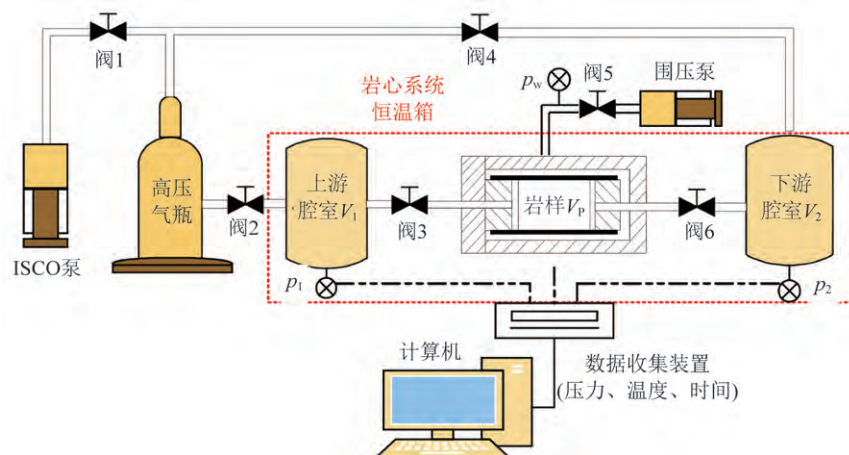 阀1
阀4
岩心系统
恒温箱
p_w
阀5
围压泵
ISCO泵
高压
气瓶
阀2
上游
腔室V₁
阀3
岩样V_P
阀6
下游
腔室V₂
p₁
p₂
计算机
数据收集装置
(压力、温度、时间)